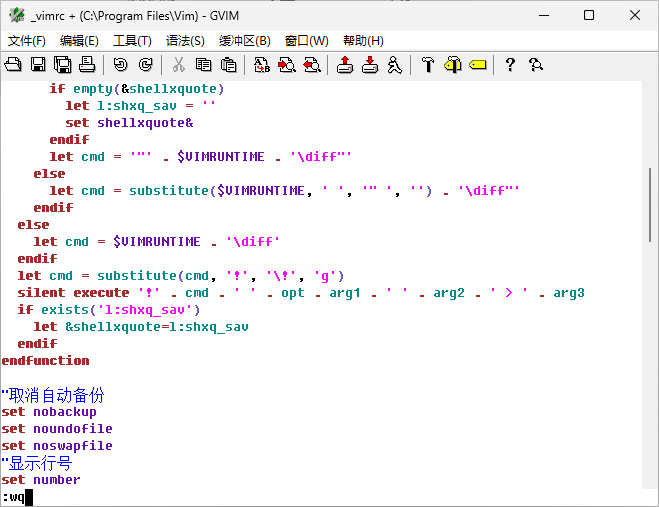 _vimrc + (C:\Program Files\Vim) - GVIM
文件(F) 编辑(E) 工具(T) 语法(S) 缓冲区(B) 窗口(W) 帮助(H)
if empty(&shellxquote)
let l:shxq_sav = ''
set shellxquote&
endif
let cmd = '"' . $VIMRUNTIME . '\diff"'
else
let cmd = substitute($VIMRUNTIME, ' ', '" ', '') . '\diff"'
endif
else
let cmd = $VIMRUNTIME . '\diff'
endif
let cmd = substitute(cmd, '!', '\!', 'g')
silent execute '!' . cmd . ' ' . opt . arg1 . ' ' . arg2 . ' > ' . arg3
if exists('l:shxq_sav')
let &shellxquote=l:shxq_sav
endif
endfunction
"取消自动备份
set nobackup
set noundofile
set noswapfile
"显示行号
set number
:wq